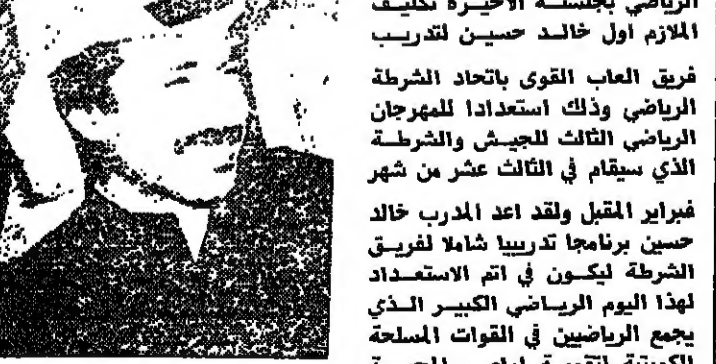 الرياضي بجلسته الاخيرة تكليف
الملازم اول خالد حسين لتدريب
فريق العاب القوى باتحاد الشرطة
الرياضي وذلك استعدادا للمهرجان
الرياضي الثالث للجيش والشرطة
الذي سيقام في الثالث عشر من شهر
فبراير المقبل ولقد اعد المدرب خالد
حسين برنامجا تدريبيا شاملا لفريق
الشرطة ليكون في اتم الاستعداد
لهذا اليوم الرياضي الكبير الذي
يجمع الرياضيين في القوات المسلحة